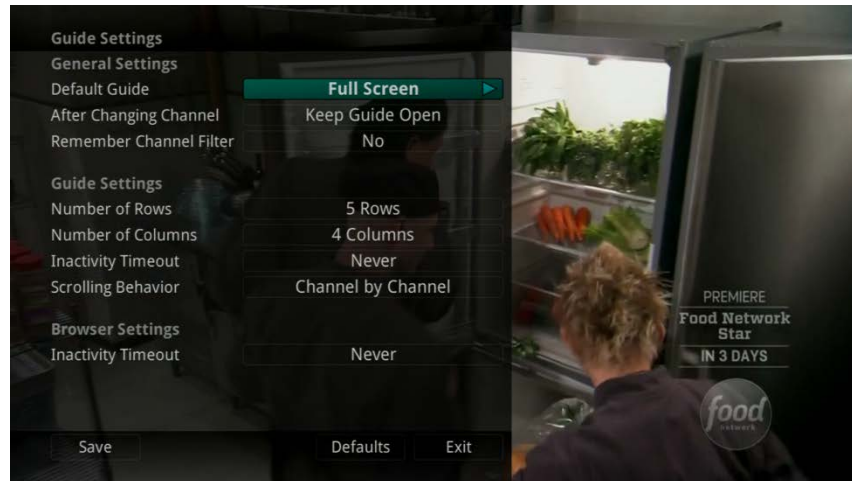 Guide Settings
General Settings
Default Guide Full Screen
After Changing Channel Keep Guide Open
Remember Channel Filter No
Guide Settings
Number of Rows 5 Rows
Number of Columns 4 Columns
Inactivity Timeout Never
Scrolling Behavior Channel by Channel
Browser Settings
Inactivity Timeout Never
Save Defaults Exit
PREMIERE
Food Network
Star
IN 3 DAYS
food
network